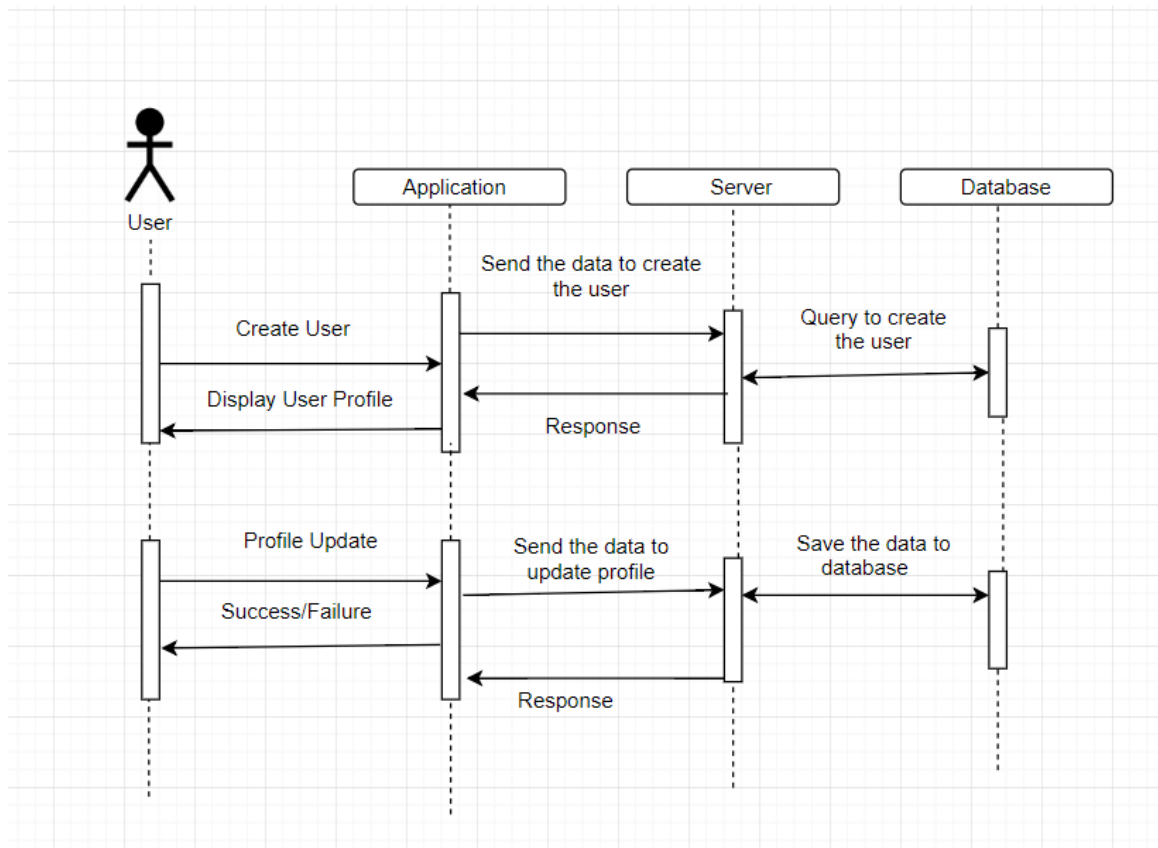 User
Application
Server
Database
Send the data to create
the user
Query to create
the user
Create User
Display User Profile
Response
Profile Update
Send the data to
update profile
Save the data to
database
Success/Failure
Response